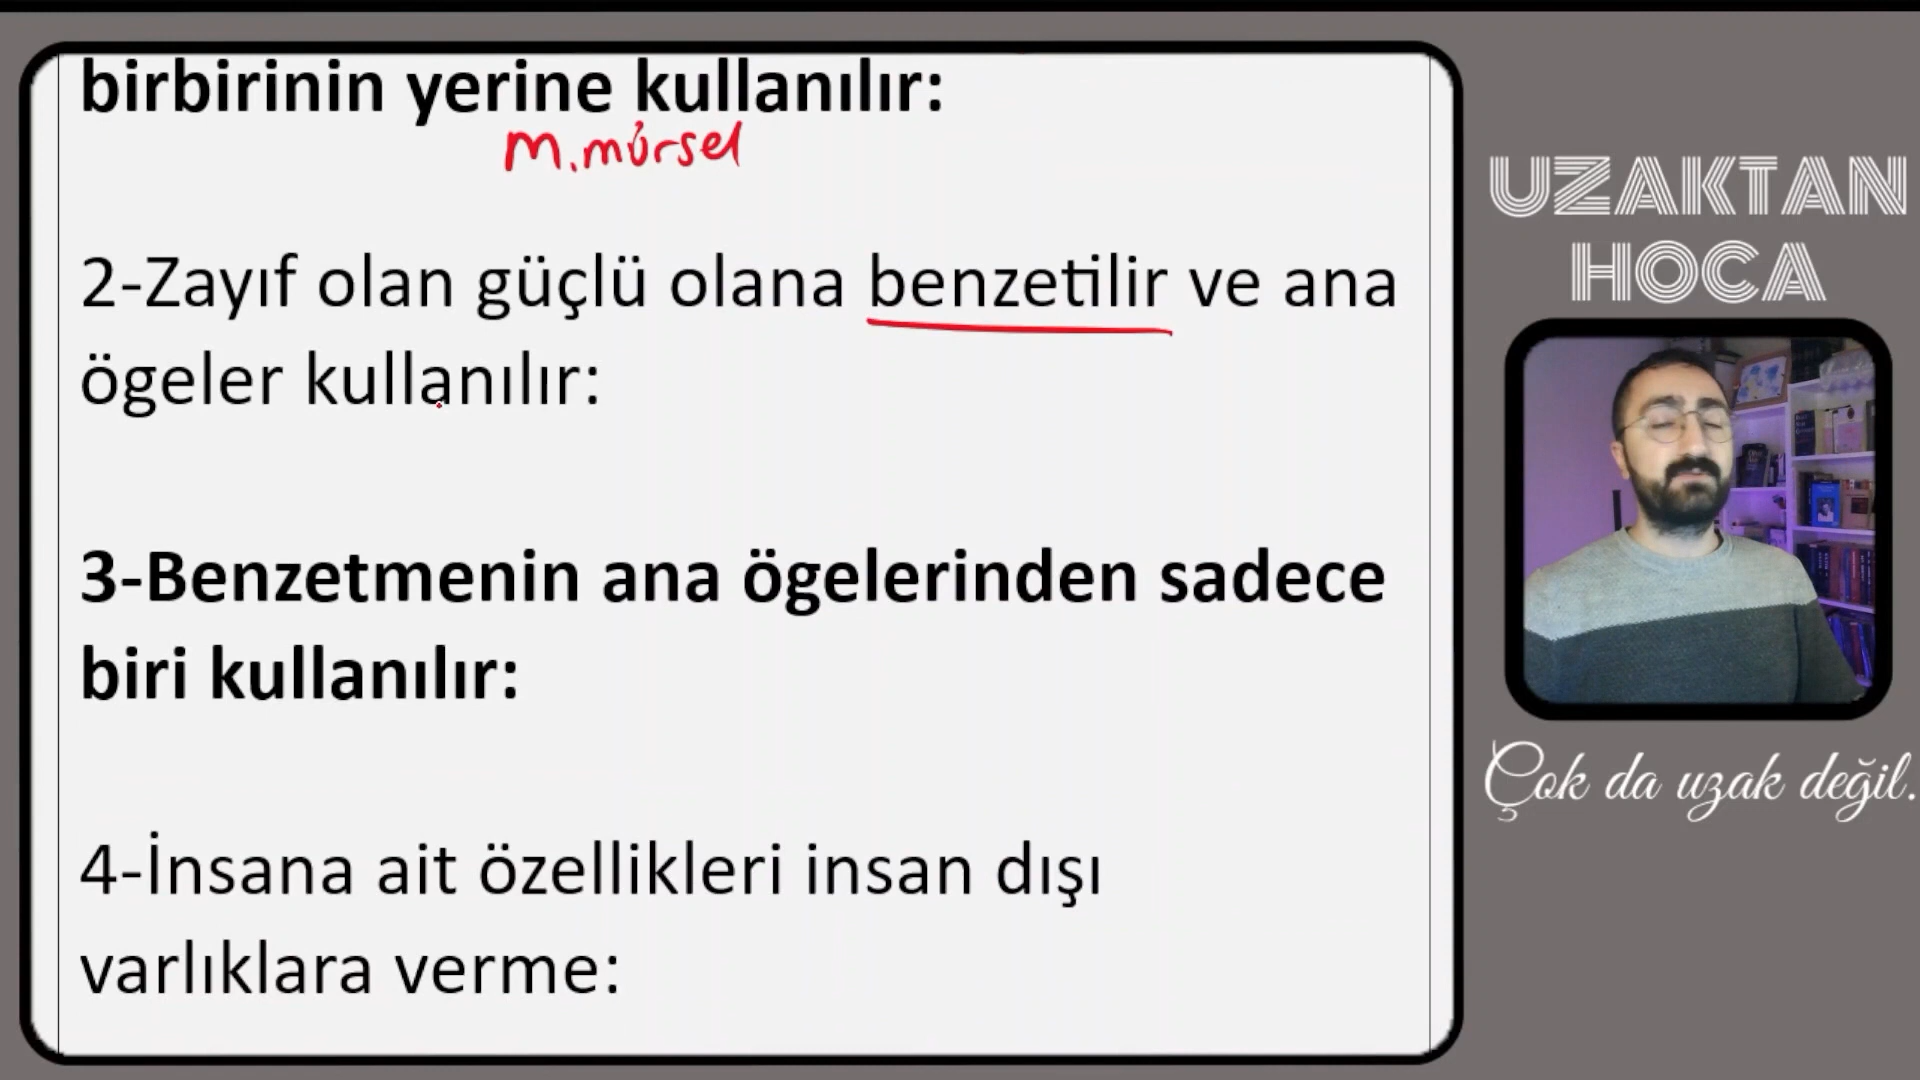 birbirinin yerine kullanılır:
M.mürsel
2-Zayıf olan güçlü olana benzetilir ve ana
ögeler kullanılır:
3-Benzetmenin ana ögelerinden sadece
biri kullanılır:
4-İnsana ait özellikleri insan dışı
varlıklara verme:
UZAKTAN
HOCA
Çok da uzak değil.